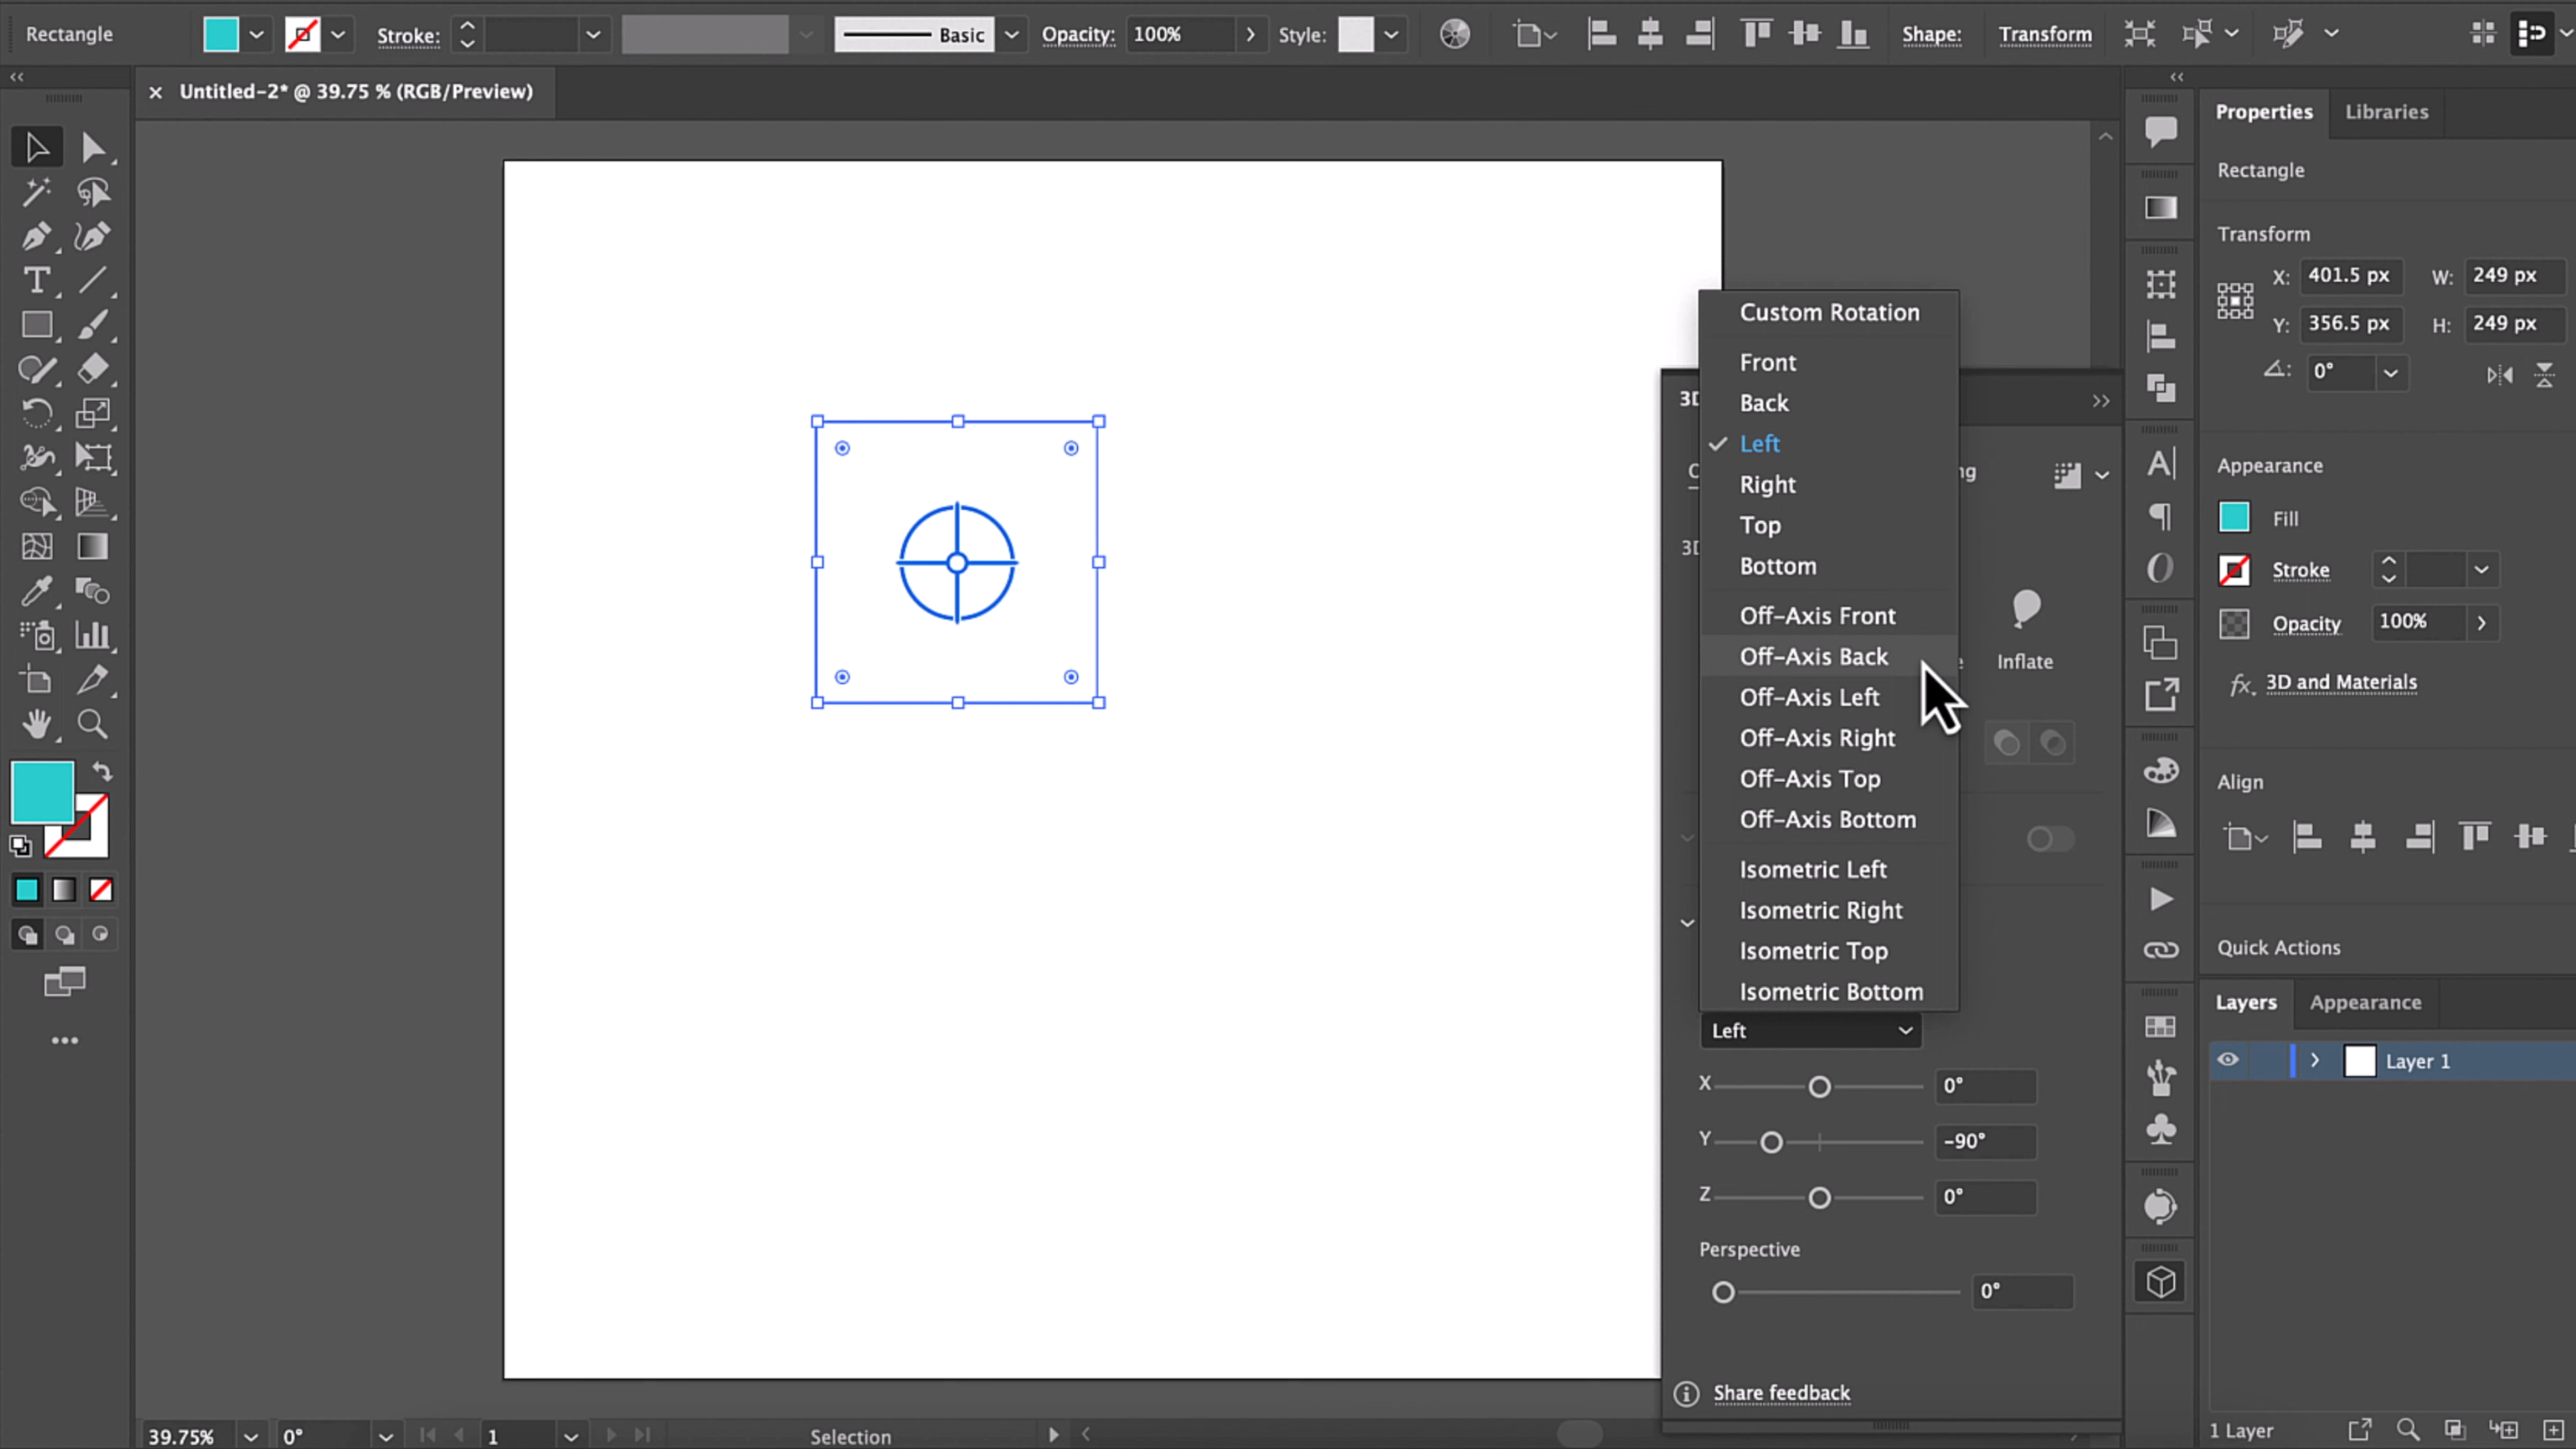 Rectangle
Stroke:
Basic
Opacity:
100%
Style:
Shape:
Transform
Untitled-2* @ 39.75 % (RGB/Preview)
Properties
Libraries
Rectangle
Transform
X: 401.5 px
W: 249 px
Y: 356.5 px
H: 249 px
0°
Appearance
Fill
Stroke
Opacity
100%
fx. 3D and Materials
Align
Quick Actions
Layers
Appearance
Layer 1
1 Layer
Custom Rotation
Front
Back
Left
Right
Top
Bottom
Off-Axis Front
Off-Axis Back
Off-Axis Left
Off-Axis Right
Off-Axis Top
Off-Axis Bottom
Isometric Left
Isometric Right
Isometric Top
Isometric Bottom
Inflate
Left
X 0°
Y -90°
Z 0°
Perspective
0°
Share feedback
39.75%
0°
1
Selection